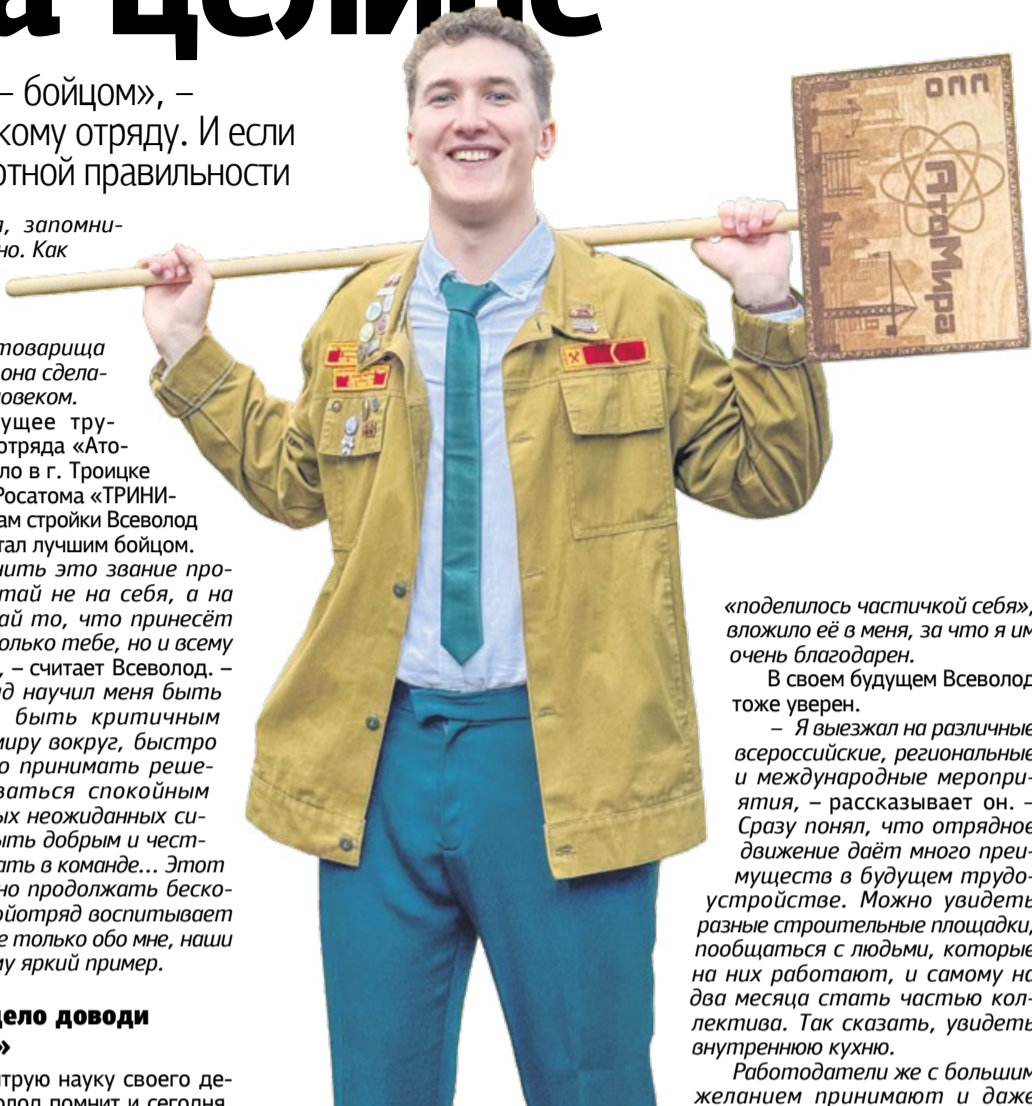 а целине
– бойцом», –
кому отряду. И если
отной правильности
я, запомни-
но. Как
товарища
она сдела-
ловеком.
ущее тру-
отряда «Ато-
ло в г. Троицке
Росатома «ТРИНИ-
ам стройки Всеволод
тал лучшим бойцом.
чить это звание про-
тай не на себя, а на
ай то, что принесёт
олько тебе, но и всему
, – считает Всеволод. –
яд научил меня быть
быть критичным
миру вокруг, быстро
о принимать реше-
ваться спокойным
ых неожиданных си-
ыть добрым и чест-
ать в команде... Этот
но продолжать беско-
ойотряд воспитывает
е только обо мне, наши
му яркий пример.
дело доводи
»
трую науку своего де-
олод помнит и сегодня
ССО
АтоМира
«поделилось частичкой себя»,
вложило её в меня, за что я им
очень благодарен.
В своем будущем Всеволод
тоже уверен.
– Я выезжал на различные
всероссийские, региональные
и международные меропри-
ятия, – рассказывает он. –
Сразу понял, что отрядное
движение даёт много преи-
муществ в будущем трудо-
устройстве. Можно увидеть
разные строительные площадки,
пообщаться с людьми, которые
на них работают, и самому на
два месяца стать частью кол-
лектива. Так сказать, увидеть
внутреннюю кухню.
Работодатели же с большим
желанием принимают и даже